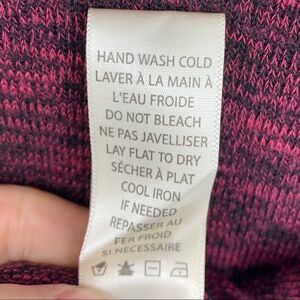 HAND WASH COLD
LAVER À LA MAIN À
L'EAU FROIDE
DO NOT BLEACH
NE PAS JAVELLISER
LAY FLAT TO DRY
SÉCHER À PLAT
COOL IRON
IF NEEDED
REPASSER AU
FER FROID
SI NECESSAIRE